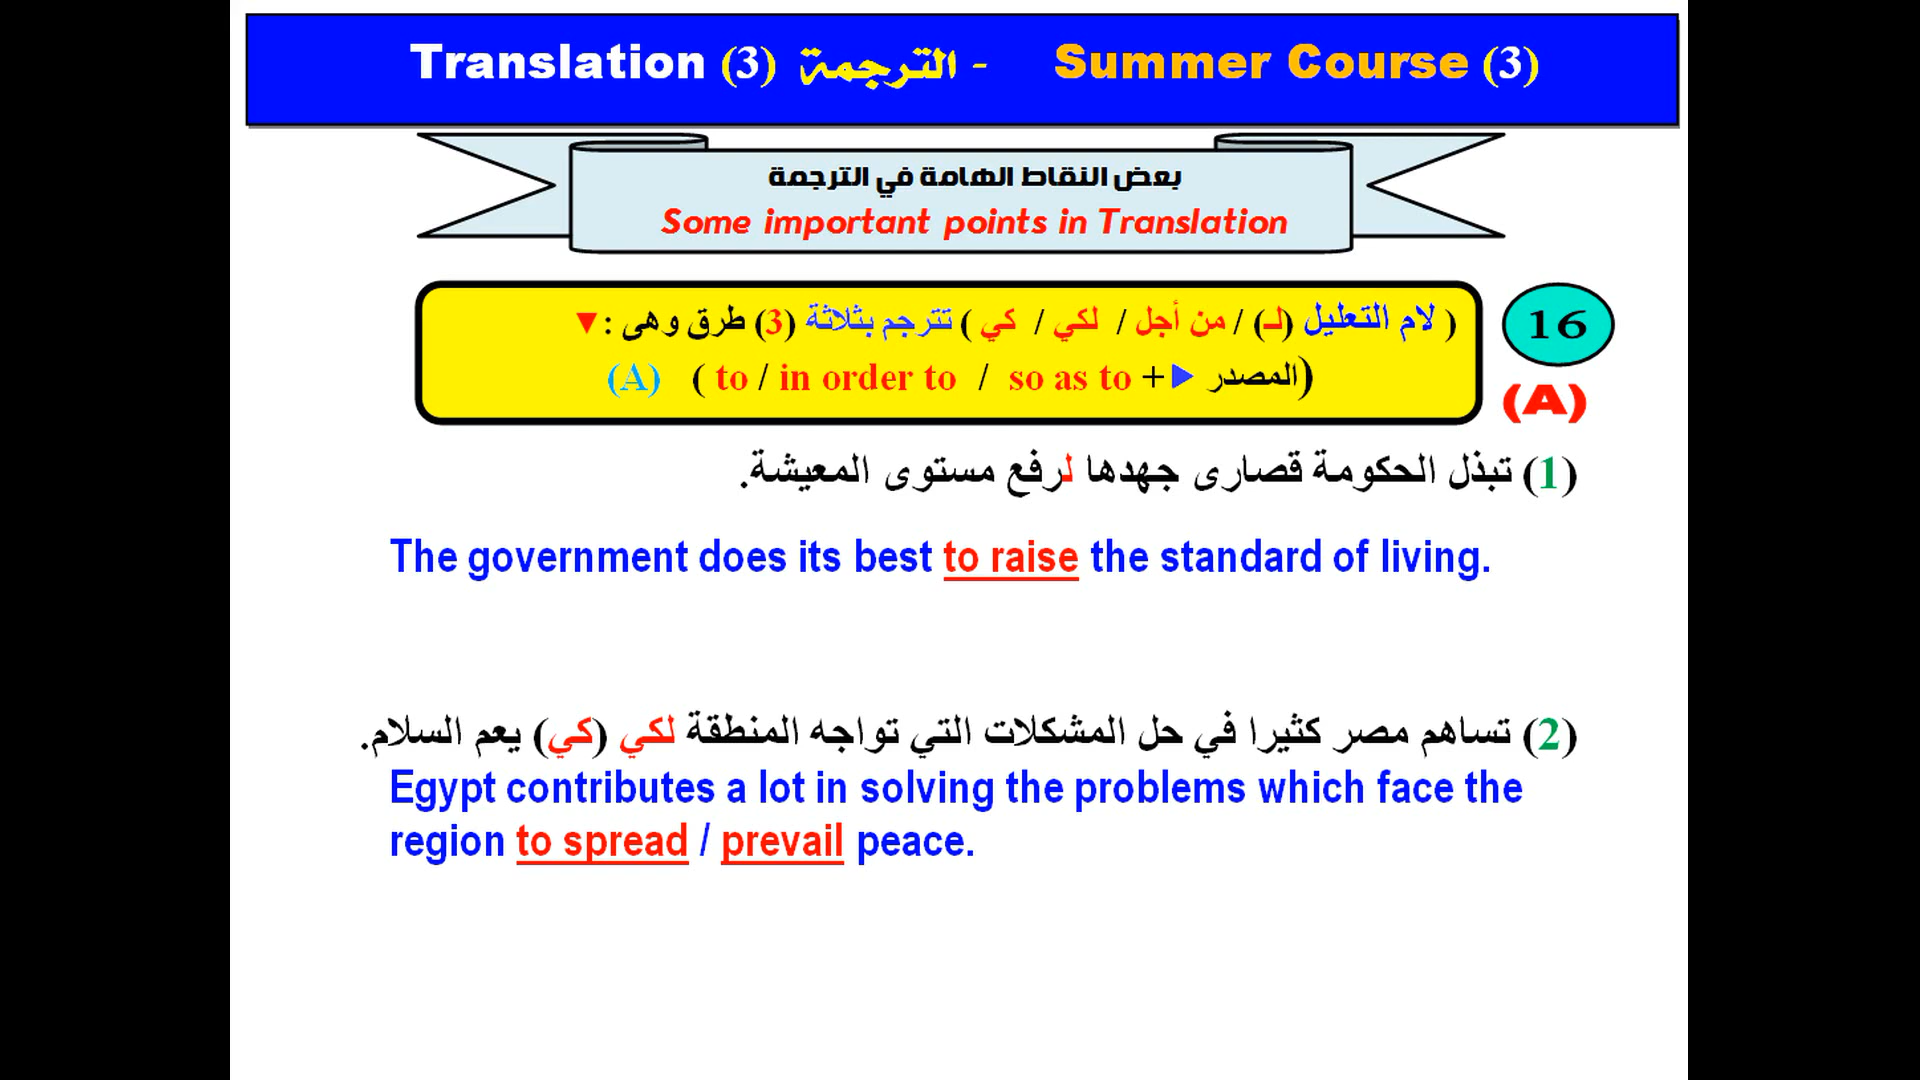 Translation (3) الترجمة - Summer Course (3)
بعض النقاط الهامة في الترجمة
Some important points in Translation
( لام التعليل (لـ) / من أجل / لكي / كي ) تترجم بثلاثة (3) طرق وهى : ▼
(A) ( to / in order to / so as to + ► المصدر)
16
(A)
(1) تبذل الحكومة قصارى جهدها لرفع مستوى المعيشة.
The government does its best to raise the standard of living.
(2) تساهم مصر كثيرا في حل المشكلات التي تواجه المنطقة لكي (كي) يعم السلام.
Egypt contributes a lot in solving the problems which face the
region to spread / prevail peace.